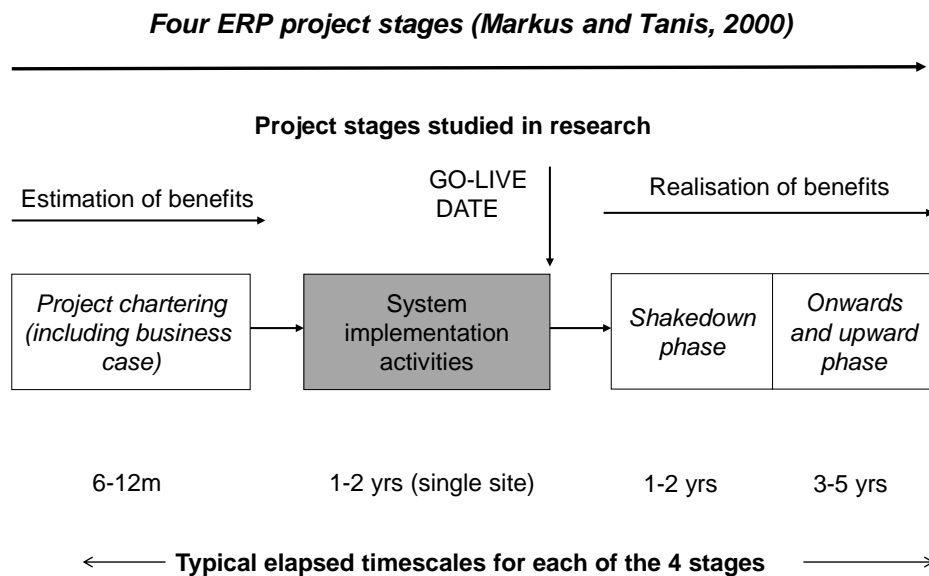 Four ERP project stages (Markus and Tanis, 2000)
Project stages studied in research
Estimation of benefits
GO-LIVE
DATE
Realisation of benefits
Project chartering
(including business
case)
System
implementation
activities
Shakedown
phase
Onwards
and upward
phase
6-12m
1-2 yrs (single site)
1-2 yrs
3-5 yrs
Typical elapsed timescales for each of the 4 stages